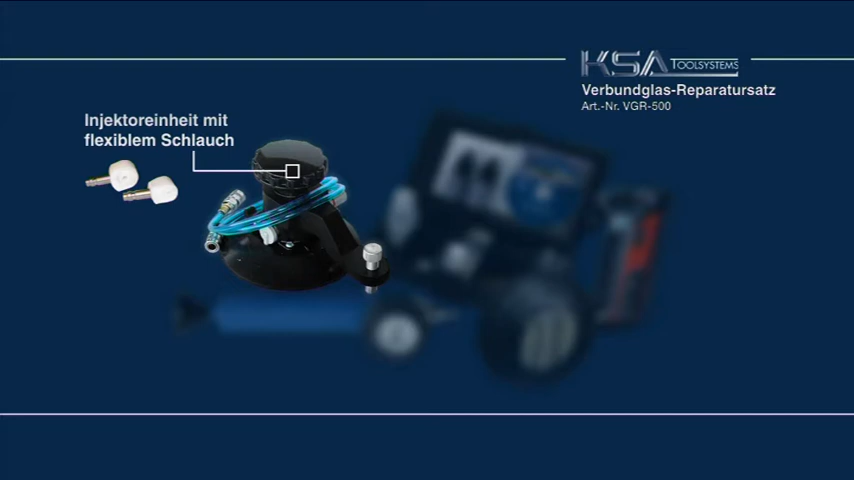 KSA TOOLSYSTEMS
Verbundglas-Reparatursatz
Art.-Nr. VGR-500
Injektoreinheit mit
flexiblem Schlauch